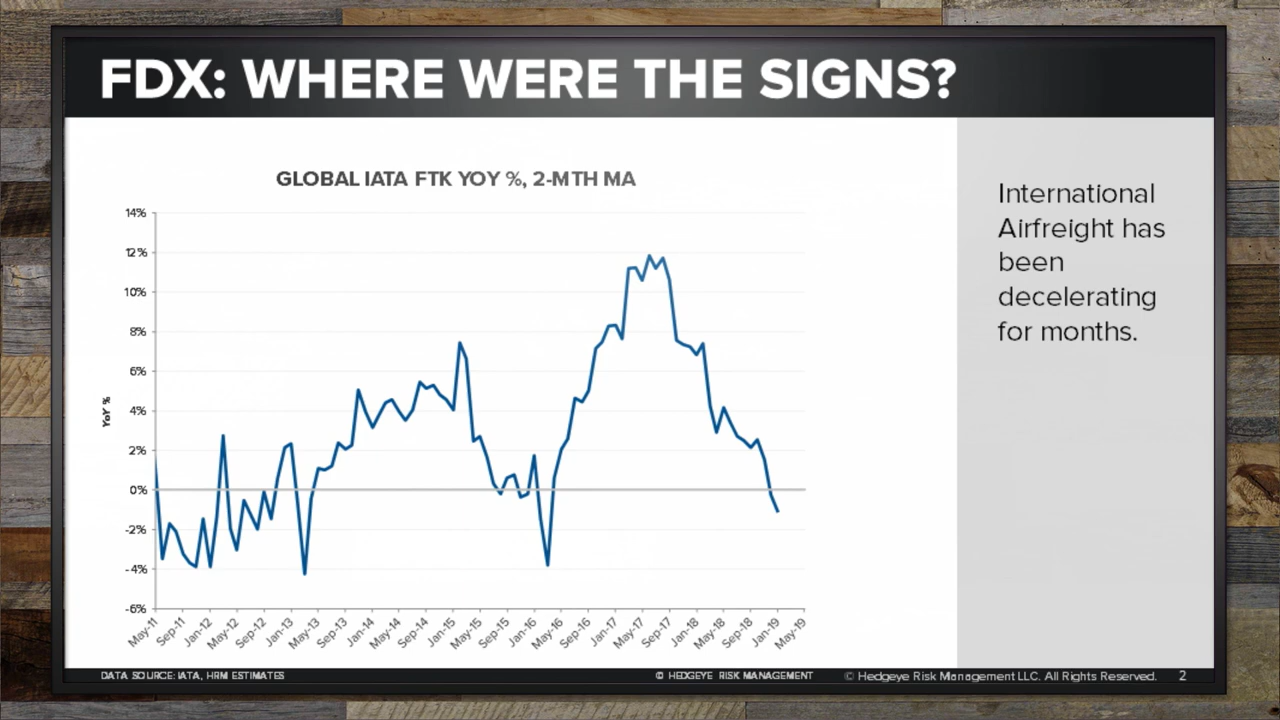 FDX: WHERE WERE THE SIGNS?
GLOBAL IATA FTK YOY %, 2-MTH MA
14%
12%
10%
8%
6%
4%
2%
0%
-2%
-4%
-6%
YoY %
May-11
Sep-11
Jan-12
May-12
Sep-12
Jan-13
May-13
Sep-13
Jan-14
May-14
Sep-14
Jan-15
May-15
Sep-15
Jan-16
May-16
Sep-16
Jan-17
May-17
Sep-17
Jan-18
May-18
Sep-18
Jan-19
May-19
International
Airfreight has
been
decelerating
for months.
DATA SOURCE: IATA, HRM ESTIMATES
© HEDGEYE RISK MANAGEMENT
© Hedgeye Risk Management LLC. All Rights Reserved.
2